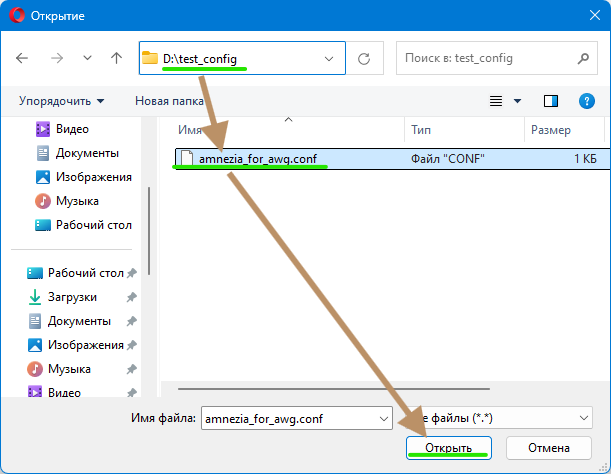 Открытие
D:\test_config
Поиск в: test_config
Упорядочить
Новая папка
Видео
Документы
Изображения
Музыка
Рабочий стол
Рабочий стол
Загрузки
Документы
Изображения
Музыка
Видео
Имя
Тип
Размер
amnezia_for_awg.conf
Файл "CONF"
1 КБ
Имя файла:
amnezia_for_awg.conf
файлы (*.*)
Открыть
Отмена